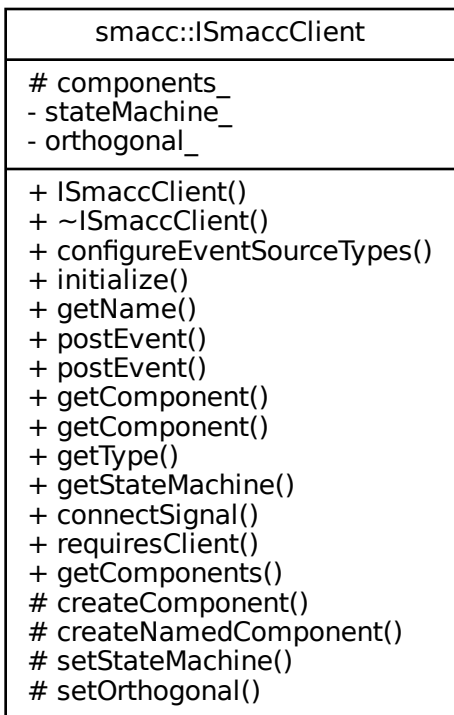 smacc::ISmaccClient
# components_
- stateMachine_
- orthogonal_
+ ISmaccClient()
+ ~ISmaccClient()
+ configureEventSourceTypes()
+ initialize()
+ getName()
+ postEvent()
+ postEvent()
+ getComponent()
+ getComponent()
+ getType()
+ getStateMachine()
+ connectSignal()
+ requiresClient()
+ getComponents()
# createComponent()
# createNamedComponent()
# setStateMachine()
# setOrthogonal()